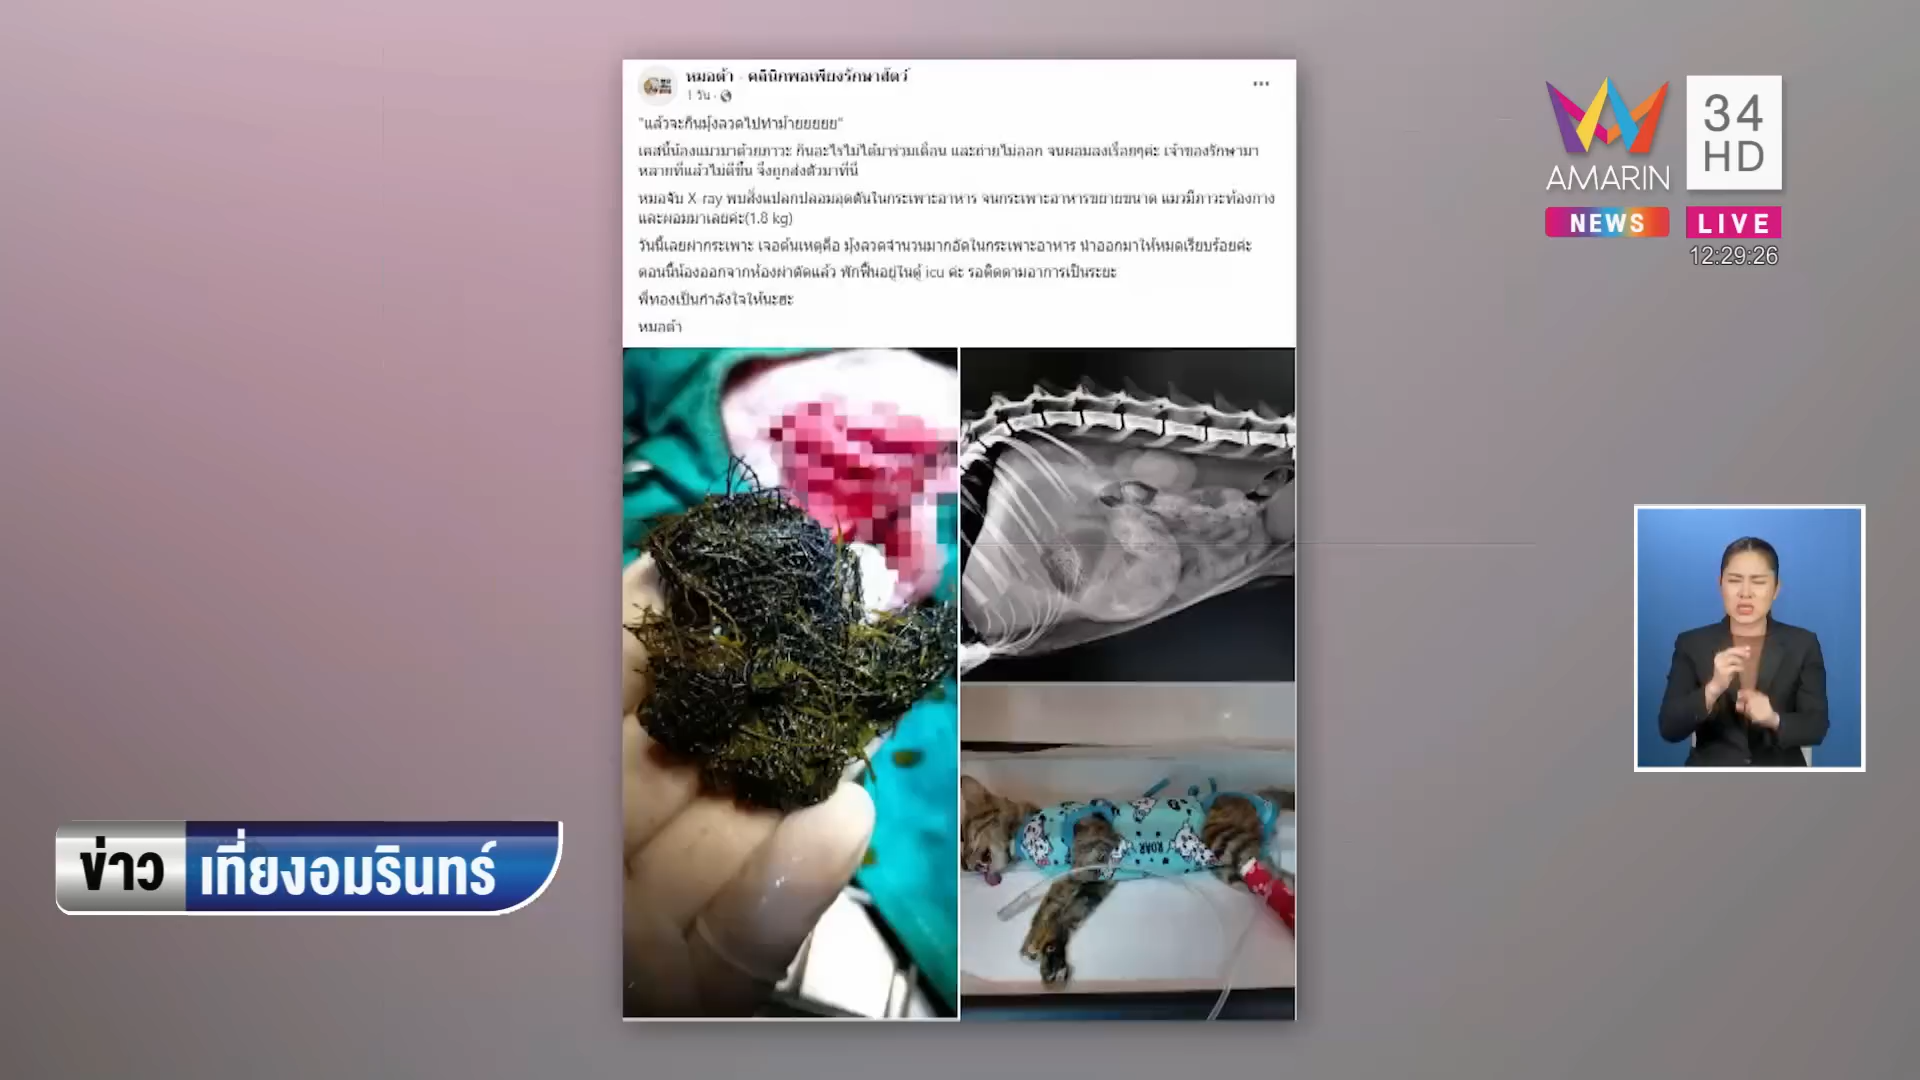 หมอต้า - คลินิกพอเพียงรักษาสัตว์
1 วัน ·
"แล้วจะกินมุ้งลวดไปทำม้ายยยยย"
เคสนี้น้องแมวมาด้วยภาวะ กินอะไรไม่ได้มาร่วมเดือน และถ่ายไม่ออก จนผอมลงเรื่อยๆค่ะ เจ้าของรักษามา
หลายที่แล้วไม่ดีขึ้น จึงถูกส่งตัวมาที่นี่
หมอจับ X-ray พบสิ่งแปลกปลอมอุดตันในกระเพาะอาหาร จนกระเพาะอาหารขยายขนาด แมวมีภาวะท้องกาง
และผอมมาเลยค่ะ(1.8 kg)
วันนี้เลยผ่ากระเพาะ เจอต้นเหตุคือ มุ้งลวดจำนวนมากอัดในกระเพาะอาหาร นำออกมาให้หมดเรียบร้อยค่ะ
ตอนนี้น้องออกจากห้องผ่าตัดแล้ว พักฟื้นอยู่ในตู้ icu ค่ะ รอติดตามอาการเป็นระยะ
พี่ทองเป็นกำลังใจให้นะฮะ
หมอต้า
AMARIN
34
HD
NEWS
LIVE
12:29:26
ROAR
ข่าว เที่ยงอมรินทร์